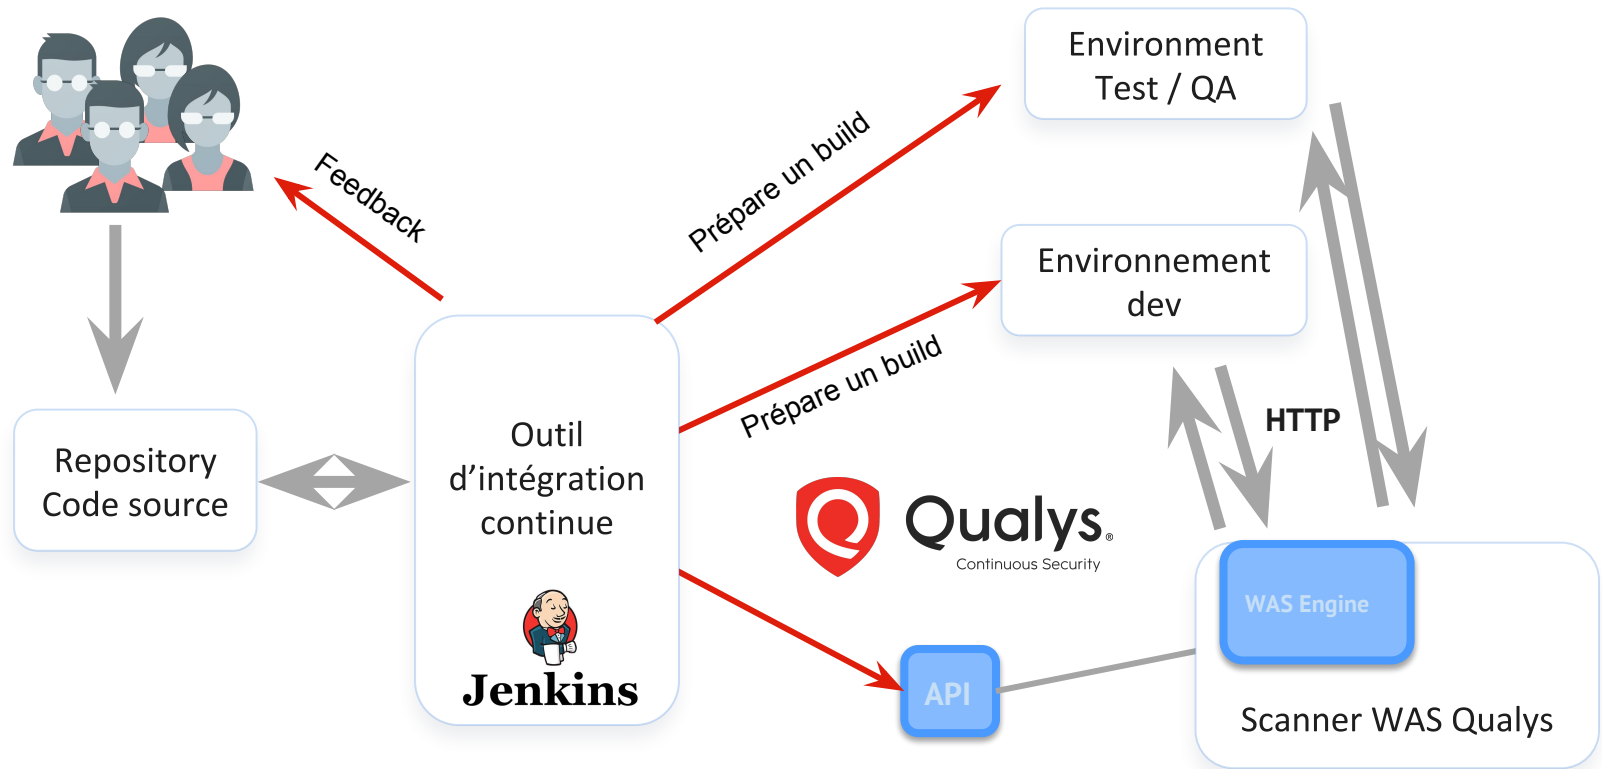 Environment
Test / QA
Feedback
Prépare un build
Environnement
dev
Prépare un build
HTTP
Repository
Code source
Outil
d’intégration
continue
Jenkins
Qualys®
Continuous Security
WAS Engine
API
Scanner WAS Qualys